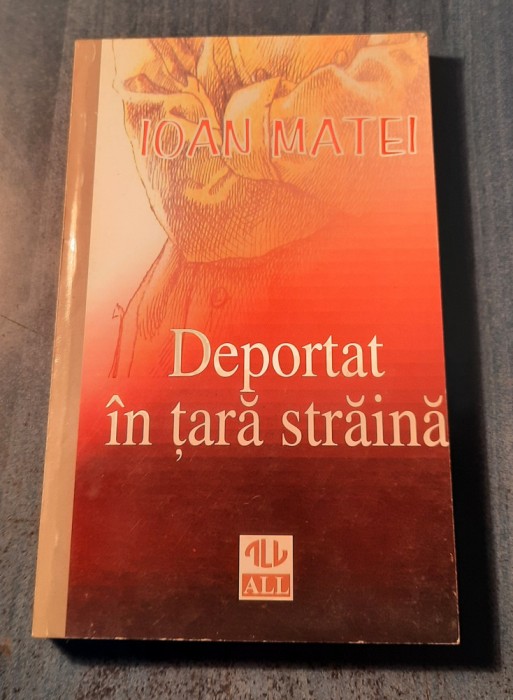 IOAN MATEI
Deportat
în țară străină
ALL
ALL